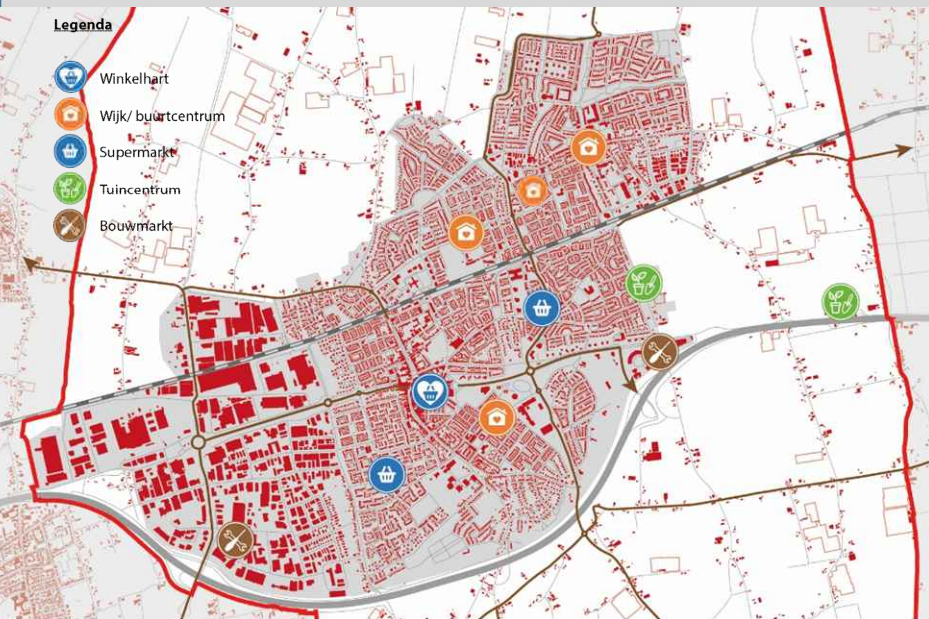 Legenda
Winkelhart
Wijk/ buurtcentrum
Supermarkt
Tuincentrum
Bouwmarkt